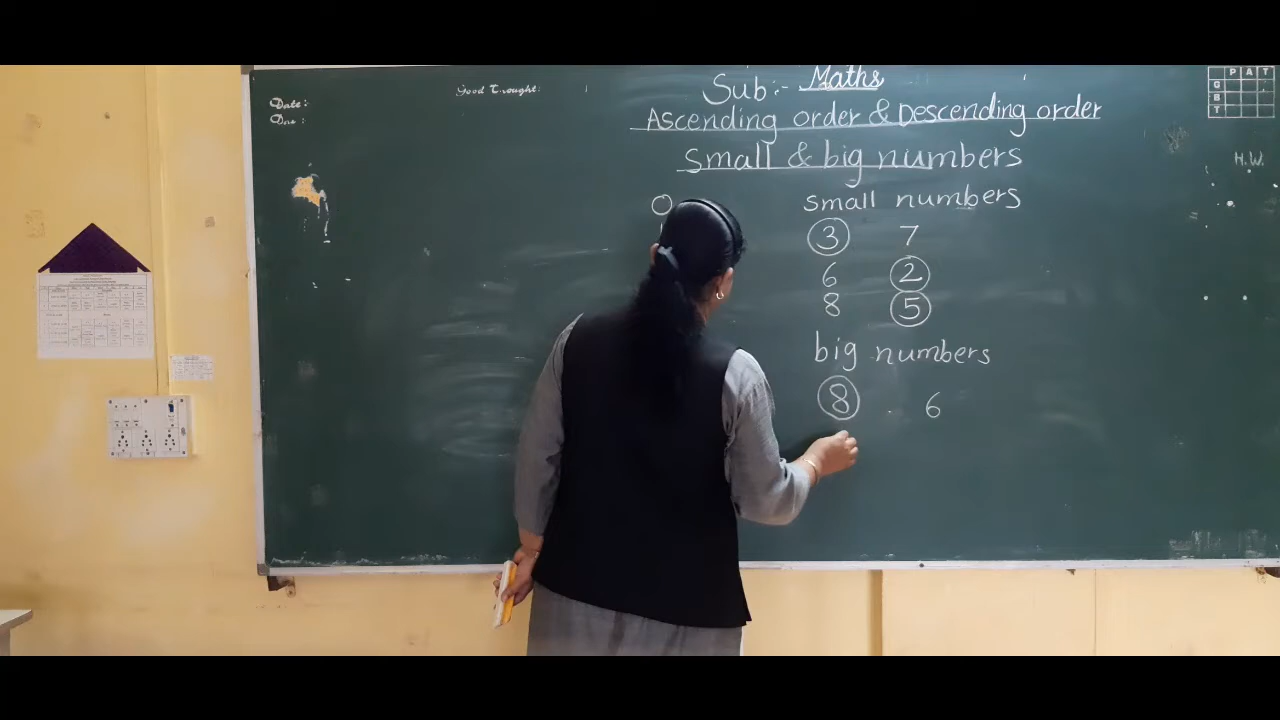 Sub:- Maths
Ascending order & Descending order
Small & big numbers
Date:
Good Thought:
P A T
G
B
T
H.W.
0
small numbers
3 7
6 2
8 5
big numbers
8 6